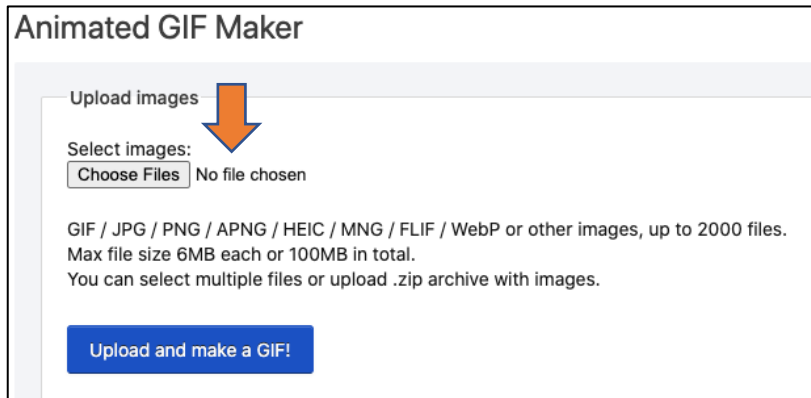 Animated GIF Maker
Upload images
Select images:
Choose Files No file chosen
GIF / JPG / PNG / APNG / HEIC / MNG / FLIF / WebP or other images, up to 2000 files.
Max file size 6MB each or 100MB in total.
You can select multiple files or upload .zip archive with images.
Upload and make a GIF!